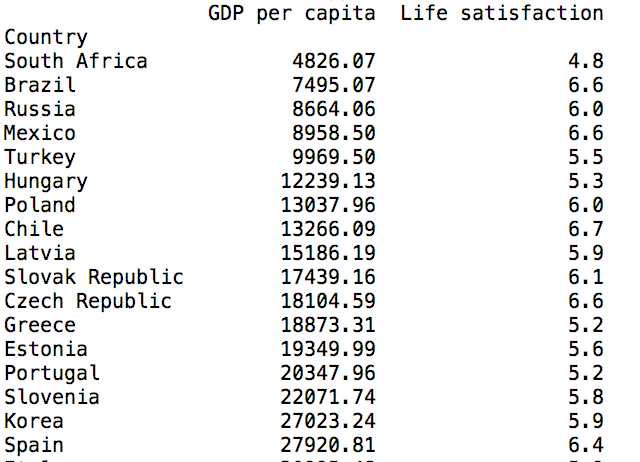 GDP per capita Life satisfaction
Country
South Africa 4826.07 4.8
Brazil 7495.07 6.6
Russia 8664.06 6.0
Mexico 8958.50 6.6
Turkey 9969.50 5.5
Hungary 12239.13 5.3
Poland 13037.96 6.0
Chile 13266.09 6.7
Latvia 15186.19 5.9
Slovak Republic 17439.16 6.1
Czech Republic 18104.59 6.6
Greece 18873.31 5.2
Estonia 19349.99 5.6
Portugal 20347.96 5.2
Slovenia 22071.74 5.8
Korea 27023.24 5.9
Spain 27920.81 6.4